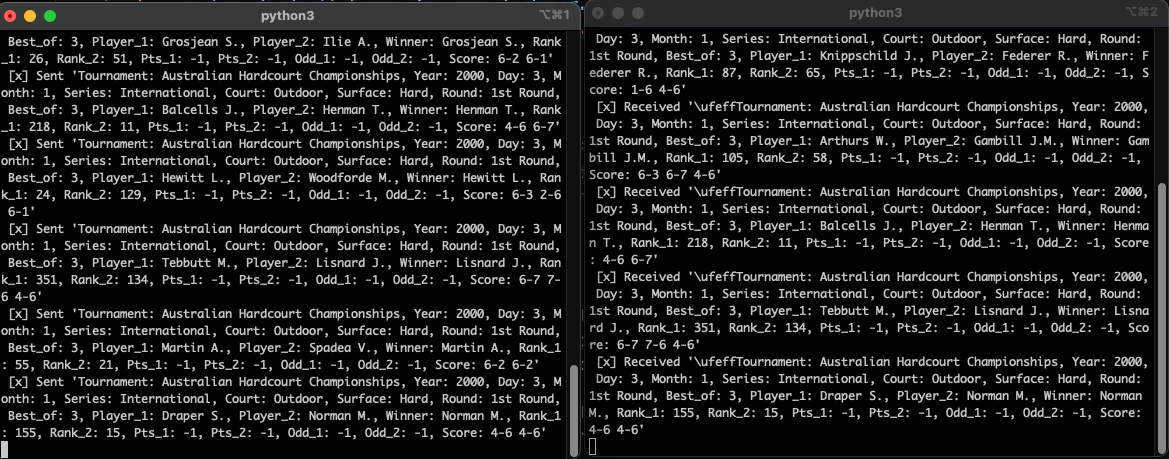 python3
⌥⌘1
 Best_of: 3, Player_1: Grosjean S., Player_2: Ilie A., Winner: Grosjean S., Rank
_1: 26, Rank_2: 51, Pts_1: -1, Pts_2: -1, Odd_1: -1, Odd_2: -1, Score: 6-2 6-1'
 [x] Sent 'Tournament: Australian Hardcourt Championships, Year: 2000, Day: 3, M
onth: 1, Series: International, Court: Outdoor, Surface: Hard, Round: 1st Round,
 Best_of: 3, Player_1: Balcells J., Player_2: Henman T., Winner: Henman T., Rank
_1: 218, Rank_2: 11, Pts_1: -1, Pts_2: -1, Odd_1: -1, Odd_2: -1, Score: 4-6 6-7'
 [x] Sent 'Tournament: Australian Hardcourt Championships, Year: 2000, Day: 3, M
onth: 1, Series: International, Court: Outdoor, Surface: Hard, Round: 1st Round,
 Best_of: 3, Player_1: Hewitt L., Player_2: Woodforde M., Winner: Hewitt L., Ran
k_1: 24, Rank_2: 129, Pts_1: -1, Pts_2: -1, Odd_1: -1, Odd_2: -1, Score: 6-3 2-6
 6-1'
 [x] Sent 'Tournament: Australian Hardcourt Championships, Year: 2000, Day: 3, M
onth: 1, Series: International, Court: Outdoor, Surface: Hard, Round: 1st Round,
 Best_of: 3, Player_1: Tebbutt M., Player_2: Lisnard J., Winner: Lisnard J., Ran
k_1: 351, Rank_2: 134, Pts_1: -1, Pts_2: -1, Odd_1: -1, Odd_2: -1, Score: 6-7 7-
6 4-6'
 [x] Sent 'Tournament: Australian Hardcourt Championships, Year: 2000, Day: 3, M
onth: 1, Series: International, Court: Outdoor, Surface: Hard, Round: 1st Round,
 Best_of: 3, Player_1: Martin A., Player_2: Spadea V., Winner: Martin A., Rank_1
: 55, Rank_2: 21, Pts_1: -1, Pts_2: -1, Odd_1: -1, Odd_2: -1, Score: 6-2 6-2'
 [x] Sent 'Tournament: Australian Hardcourt Championships, Year: 2000, Day: 3, M
onth: 1, Series: International, Court: Outdoor, Surface: Hard, Round: 1st Round,
 Best_of: 3, Player_1: Draper S., Player_2: Norman M., Winner: Norman M., Rank_1
: 155, Rank_2: 15, Pts_1: -1, Pts_2: -1, Odd_1: -1, Odd_2: -1, Score: 4-6 4-6'
python3
⌥⌘2
 Day: 3, Month: 1, Series: International, Court: Outdoor, Surface: Hard, Round:
1st Round, Best_of: 3, Player_1: Knippschild J., Player_2: Federer R., Winner: F
ederer R., Rank_1: 87, Rank_2: 65, Pts_1: -1, Pts_2: -1, Odd_1: -1, Odd_2: -1, S
core: 1-6 4-6'
 [x] Received '\ufeffTournament: Australian Hardcourt Championships, Year: 2000,
 Day: 3, Month: 1, Series: International, Court: Outdoor, Surface: Hard, Round:
1st Round, Best_of: 3, Player_1: Arthurs W., Player_2: Gambill J.M., Winner: Gam
bill J.M., Rank_1: 105, Rank_2: 58, Pts_1: -1, Pts_2: -1, Odd_1: -1, Odd_2: -1,
Score: 6-3 6-7 4-6'
 [x] Received '\ufeffTournament: Australian Hardcourt Championships, Year: 2000,
 Day: 3, Month: 1, Series: International, Court: Outdoor, Surface: Hard, Round:
1st Round, Best_of: 3, Player_1: Balcells J., Player_2: Henman T., Winner: Henma
n T., Rank_1: 218, Rank_2: 11, Pts_1: -1, Pts_2: -1, Odd_1: -1, Odd_2: -1, Score
: 4-6 6-7'
 [x] Received '\ufeffTournament: Australian Hardcourt Championships, Year: 2000,
 Day: 3, Month: 1, Series: International, Court: Outdoor, Surface: Hard, Round:
1st Round, Best_of: 3, Player_1: Tebbutt M., Player_2: Lisnard J., Winner: Lisna
rd J., Rank_1: 351, Rank_2: 134, Pts_1: -1, Pts_2: -1, Odd_1: -1, Odd_2: -1, Sco
re: 6-7 7-6 4-6'
 [x] Received '\ufeffTournament: Australian Hardcourt Championships, Year: 2000,
 Day: 3, Month: 1, Series: International, Court: Outdoor, Surface: Hard, Round:
1st Round, Best_of: 3, Player_1: Draper S., Player_2: Norman M., Winner: Norman
M., Rank_1: 155, Rank_2: 15, Pts_1: -1, Pts_2: -1, Odd_1: -1, Odd_2: -1, Score:
4-6 4-6'